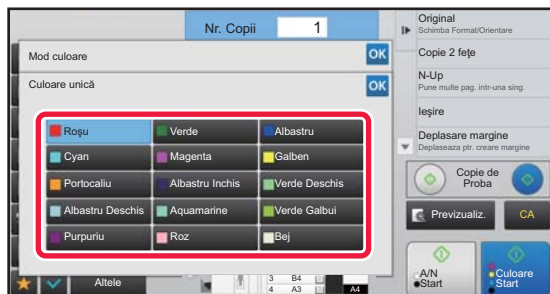 Nr. Copii 1
Mod culoare OK
Culoare unică OK
Roşu Verde Albastru
Cyan Magenta Galben
Portocaliu Albastru Inchis Verde Deschis
Albastru Deschis Aquamarine Verde Galbui
Purpuriu Roz Bej
Altele
3 B4
4 A3 A4
Original
Schimba Format/Orientare
Copie 2 feţe
N-Up
Pune multe pag. intr-una sing.
Ieşire
Deplasare margine
Deplaseaza ptr. creare margine
Copie de
Proba
Previzualiz. CA
A/N
Start
Culoare
Start